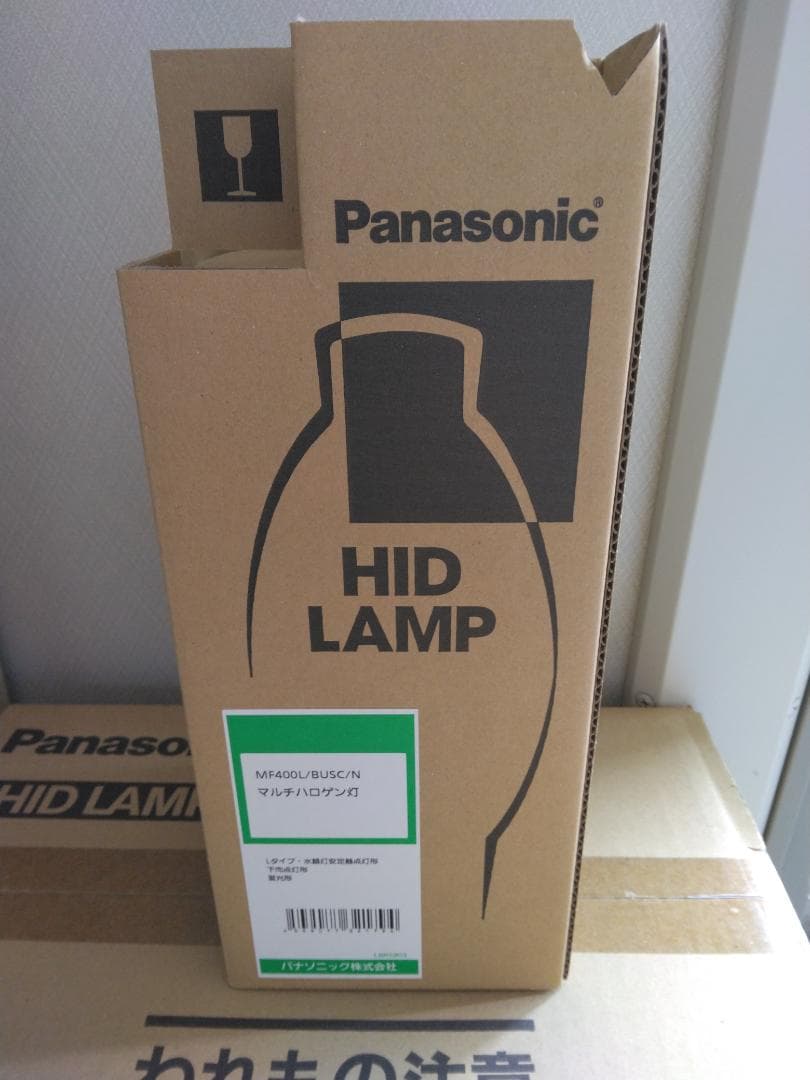 Panasonic®
HID
LAMP
MF400L/BUSC/N
マルチハロゲン灯
Lタイプ・水銀灯安定器点灯形
下向点灯形
蛍光形
パナソニック株式会社
Panaso
HID LAMP
われもの注意